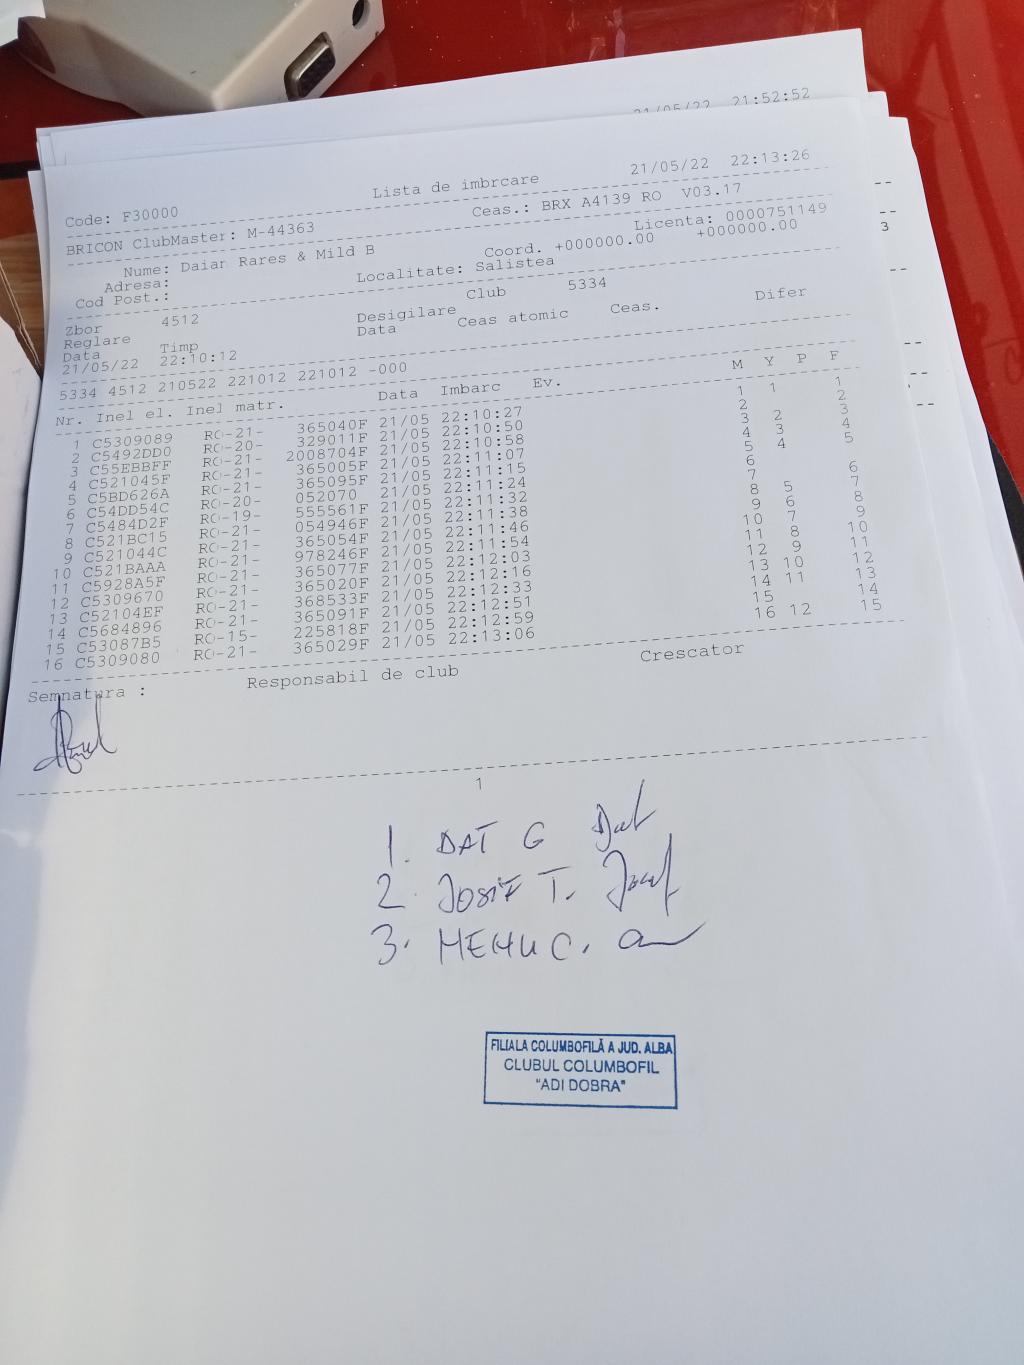 21/05/22 21:52:52
Lista de imbrcare 21/05/22 22:13:26
Code: F30000 Ceas.: BRX A4139 RO V03.17
BRICON ClubMaster: M-44363 Licenta: 0000751149
Nume: Daian Rares & Mild B Coord. +000000.00 +000000.00
Adresa: Localitate: Salistea
Cod Post.:
Club 5334
Zbor 4512 Desigilare Ceas atomic Ceas. Difer
Reglare Data
Data Timp
21/05/22 22:10:12
5334 4512 210522 221012 221012 -000
Nr. Inel el. Inel matr. Data Imbarc Ev. M Y P F
1 C5309089 RO-21- 365040F 21/05 22:10:27 1 1 1
2 C5492DD0 RO-20- 329011F 21/05 22:10:50 2 2
3 C55EBBFF RO-21- 2008704F 21/05 22:10:58 3 2 3
4 C521045F RO-21- 365005F 21/05 22:11:07 4 3 4
5 C5BD626A RO-21- 365095F 21/05 22:11:15 5 4 5
6 C54DD54C RO-20- 052070 21/05 22:11:24 6
7 C5484D2F RO-19- 555561F 21/05 22:11:32 7 6
8 C521BC15 RO-21- 054946F 21/05 22:11:38 8 5 7
9 C521044C RO-21- 365054F 21/05 22:11:46 9 6 8
10 C521BAAA RO-21- 978246F 21/05 22:11:54 10 7 9
11 C5928A5F RO-21- 365077F 21/05 22:12:03 11 8 10
12 C5309670 RO-21- 365020F 21/05 22:12:16 12 9 11
13 C52104EF RO-21- 368533F 21/05 22:12:33 13 10 12
14 C5684896 RO-21- 365091F 21/05 22:12:51 14 11 13
15 C53087B5 RO-15- 225818F 21/05 22:12:59 15 14
16 C5309080 RO-21- 365029F 21/05 22:13:06 16 12 15
Semnatura : Responsabil de club Crescator
1
1. DAT G Dat
2. JOSIF T.
3. HEHU C.
FILIALA COLUMBOFILĂ A JUD. ALBA
CLUBUL COLUMBOFIL
"ADI DOBRA"